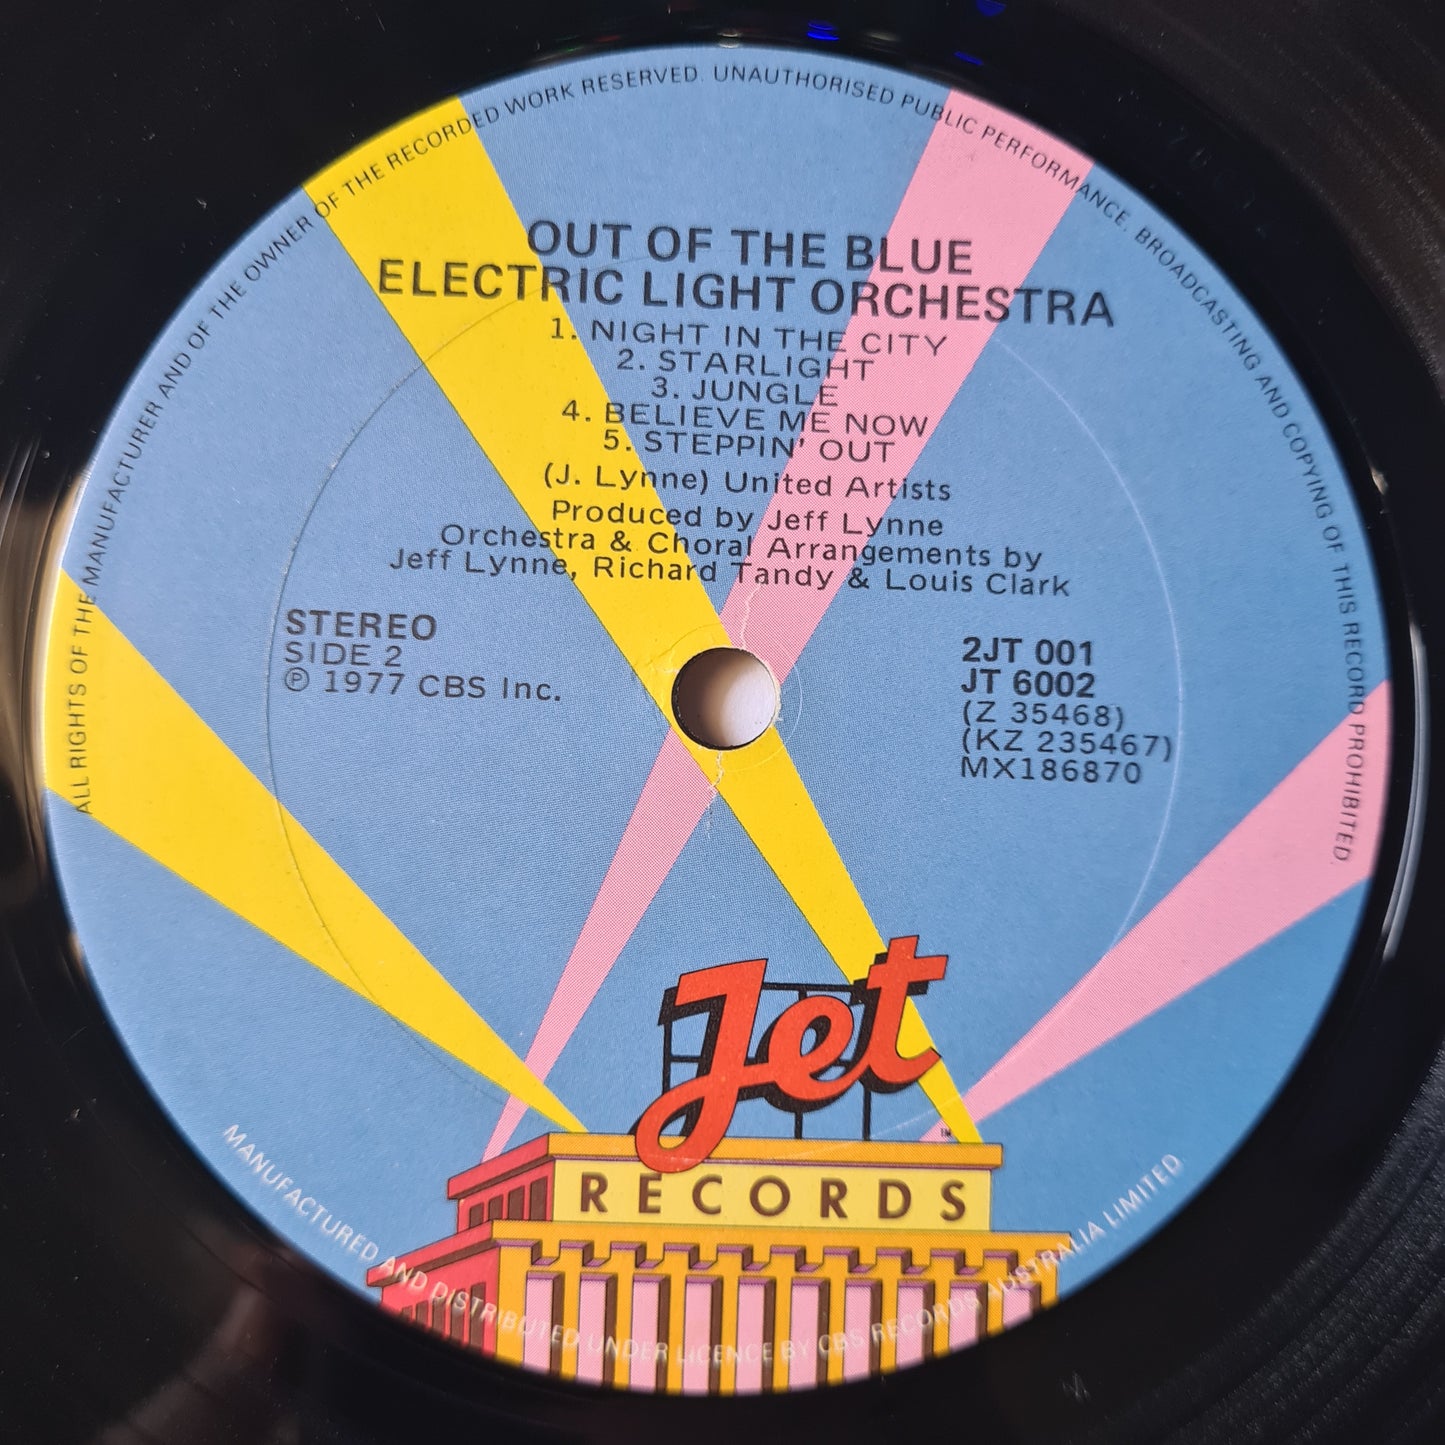 ALL RIGHTS OF THE MANUFACTURER AND OF THE OWNER OF THE RECORDED WORK RESERVED. UNAUTHORISED PUBLIC PERFORMANCE, BROADCASTING AND COPYING OF THIS RECORD PROHIBITED.
OUT OF THE BLUE
ELECTRIC LIGHT ORCHESTRA
1. NIGHT IN THE CITY
2. STARLIGHT
3. JUNGLE
4. BELIEVE ME NOW
5. STEPPIN' OUT
(J. Lynne) United Artists
Produced by Jeff Lynne
Orchestra & Choral Arrangements by
Jeff Lynne, Richard Tandy & Louis Clark
STEREO
SIDE 2
℗ 1977 CBS Inc.
2JT 001
JT 6002
(Z 35468)
(KZ 235467)
MX186870
Jet
TM
RECORDS
MANUFACTURED AND DISTRIBUTED UNDER LICENCE BY CBS RECORDS AUSTRALIA LIMITED